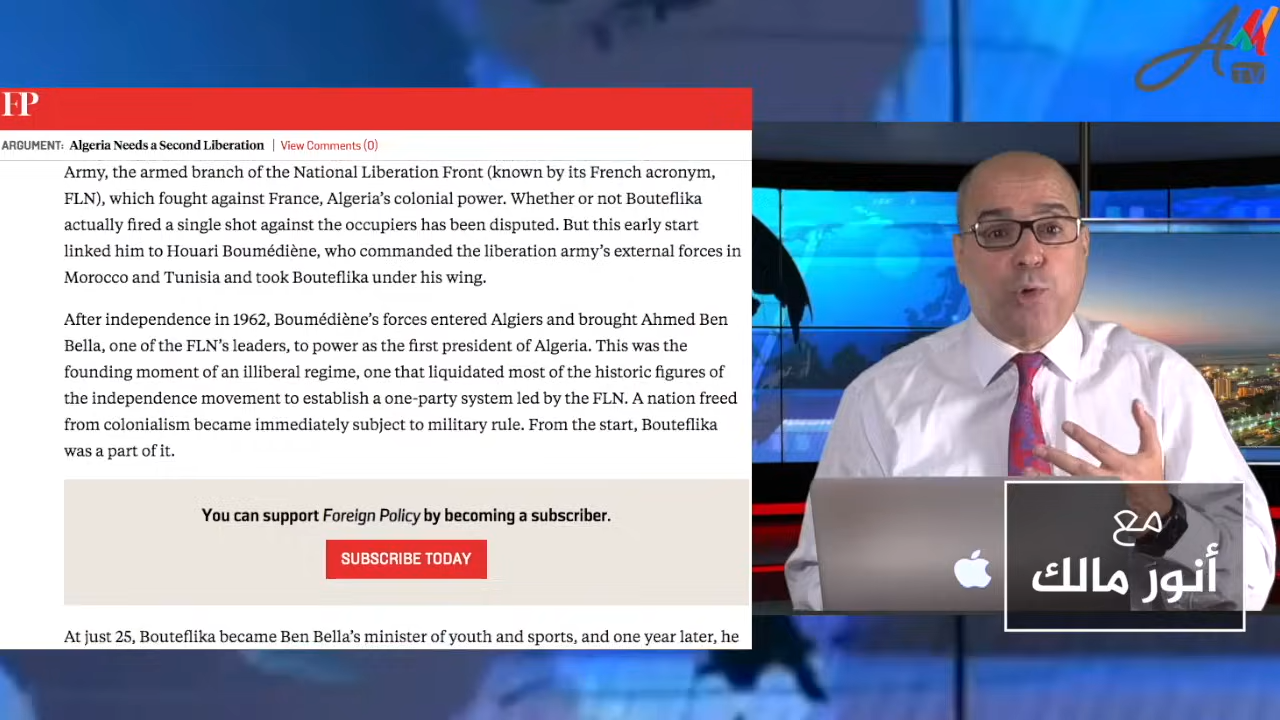 FP
ARGUMENT: Algeria Needs a Second Liberation | View Comments (0)
Army, the armed branch of the National Liberation Front (known by its French acronym,
FLN), which fought against France, Algeria’s colonial power. Whether or not Bouteflika
actually fired a single shot against the occupiers has been disputed. But this early start
linked him to Houari Boumédiène, who commanded the liberation army’s external forces in
Morocco and Tunisia and took Bouteflika under his wing.
After independence in 1962, Boumédiène’s forces entered Algiers and brought Ahmed Ben
Bella, one of the FLN’s leaders, to power as the first president of Algeria. This was the
founding moment of an illiberal regime, one that liquidated most of the historic figures of
the independence movement to establish a one-party system led by the FLN. A nation freed
from colonialism became immediately subject to military rule. From the start, Bouteflika
was a part of it.
You can support Foreign Policy by becoming a subscriber.
SUBSCRIBE TODAY
At just 25, Bouteflika became Ben Bella’s minister of youth and sports, and one year later, he
مع
أنور مالك